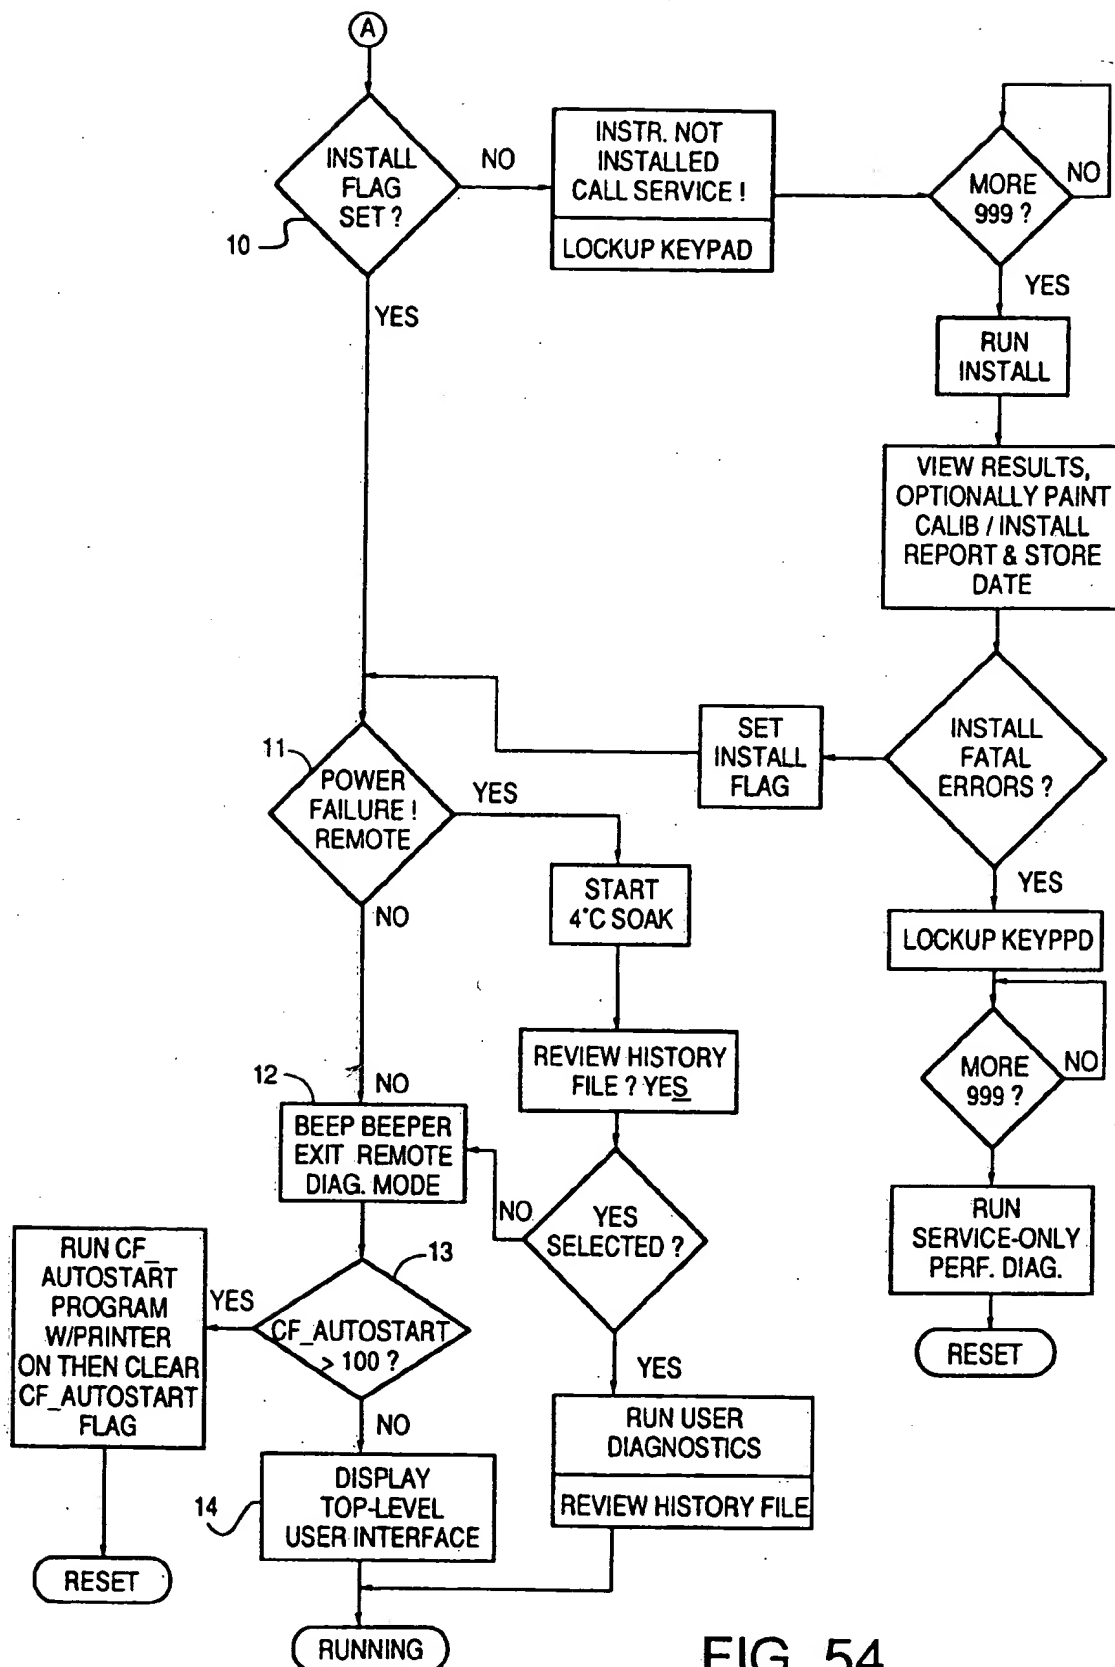 A
INSTALL
FLAG
SET ?
10
NO
INSTR. NOT
INSTALLED
CALL SERVICE !
LOCKUP KEYPAD
MORE
999 ?
NO
YES
YES
RUN
INSTALL
VIEW RESULTS,
OPTIONALLY PAINT
CALIB / INSTALL
REPORT & STORE
DATE
INSTALL
FATAL
ERRORS ?
SET
INSTALL
FLAG
11
POWER
FAILURE !
REMOTE
YES
NO
START
4°C SOAK
YES
LOCKUP KEYPPD
MORE
999 ?
NO
RUN
SERVICE-ONLY
PERF. DIAG.
RESET
REVIEW HISTORY
FILE ? YES
12
NO
BEEP BEEPER
EXIT REMOTE
DIAG. MODE
NO
YES
SELECTED ?
YES
RUN USER
DIAGNOSTICS
REVIEW HISTORY FILE
13
CF_AUTOSTART
> 100 ?
YES
RUN CF_
AUTOSTART
PROGRAM
W/PRINTER
ON THEN CLEAR
CF_AUTOSTART
FLAG
RESET
NO
14
DISPLAY
TOP-LEVEL
USER INTERFACE
RUNNING
FIG. 54